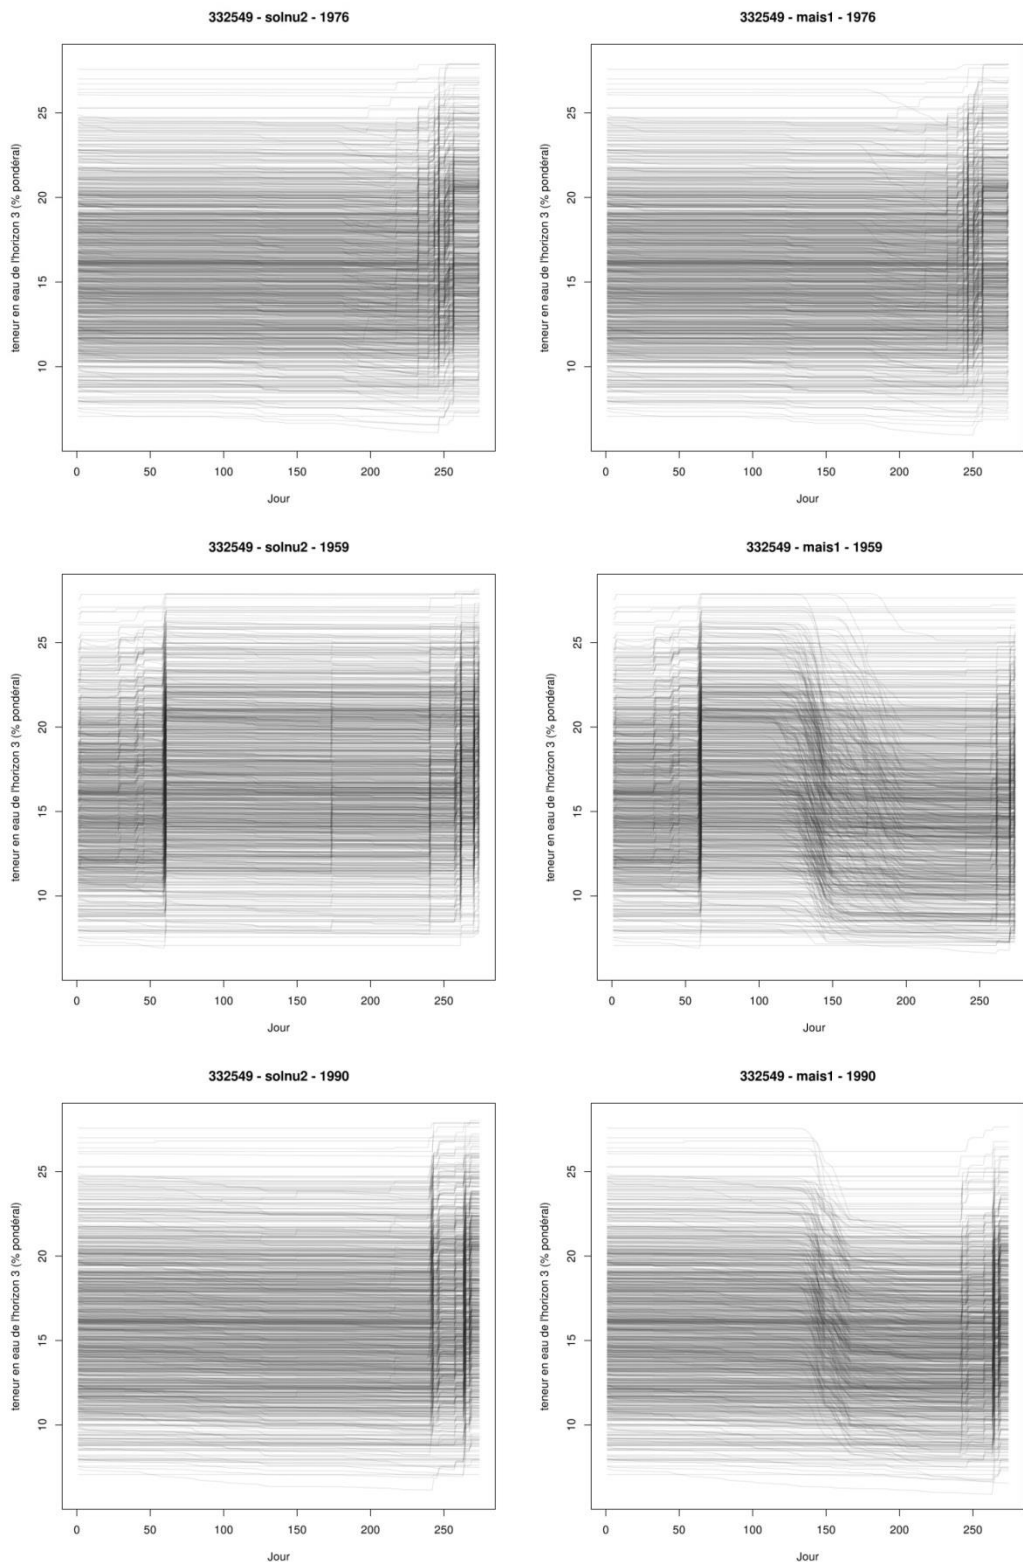 332549 - solnu2 - 1976
teneur en eau de l'horizon 3 (% pondéral)
25
20
15
10
0 50 100 150 200 250
Jour
332549 - mais1 - 1976
teneur en eau de l'horizon 3 (% pondéral)
25
20
15
10
0 50 100 150 200 250
Jour
332549 - solnu2 - 1959
teneur en eau de l'horizon 3 (% pondéral)
25
20
15
10
0 50 100 150 200 250
Jour
332549 - mais1 - 1959
teneur en eau de l'horizon 3 (% pondéral)
25
20
15
10
0 50 100 150 200 250
Jour
332549 - solnu2 - 1990
teneur en eau de l'horizon 3 (% pondéral)
25
20
15
10
0 50 100 150 200 250
Jour
332549 - mais1 - 1990
teneur en eau de l'horizon 3 (% pondéral)
25
20
15
10
0 50 100 150 200 250
Jour